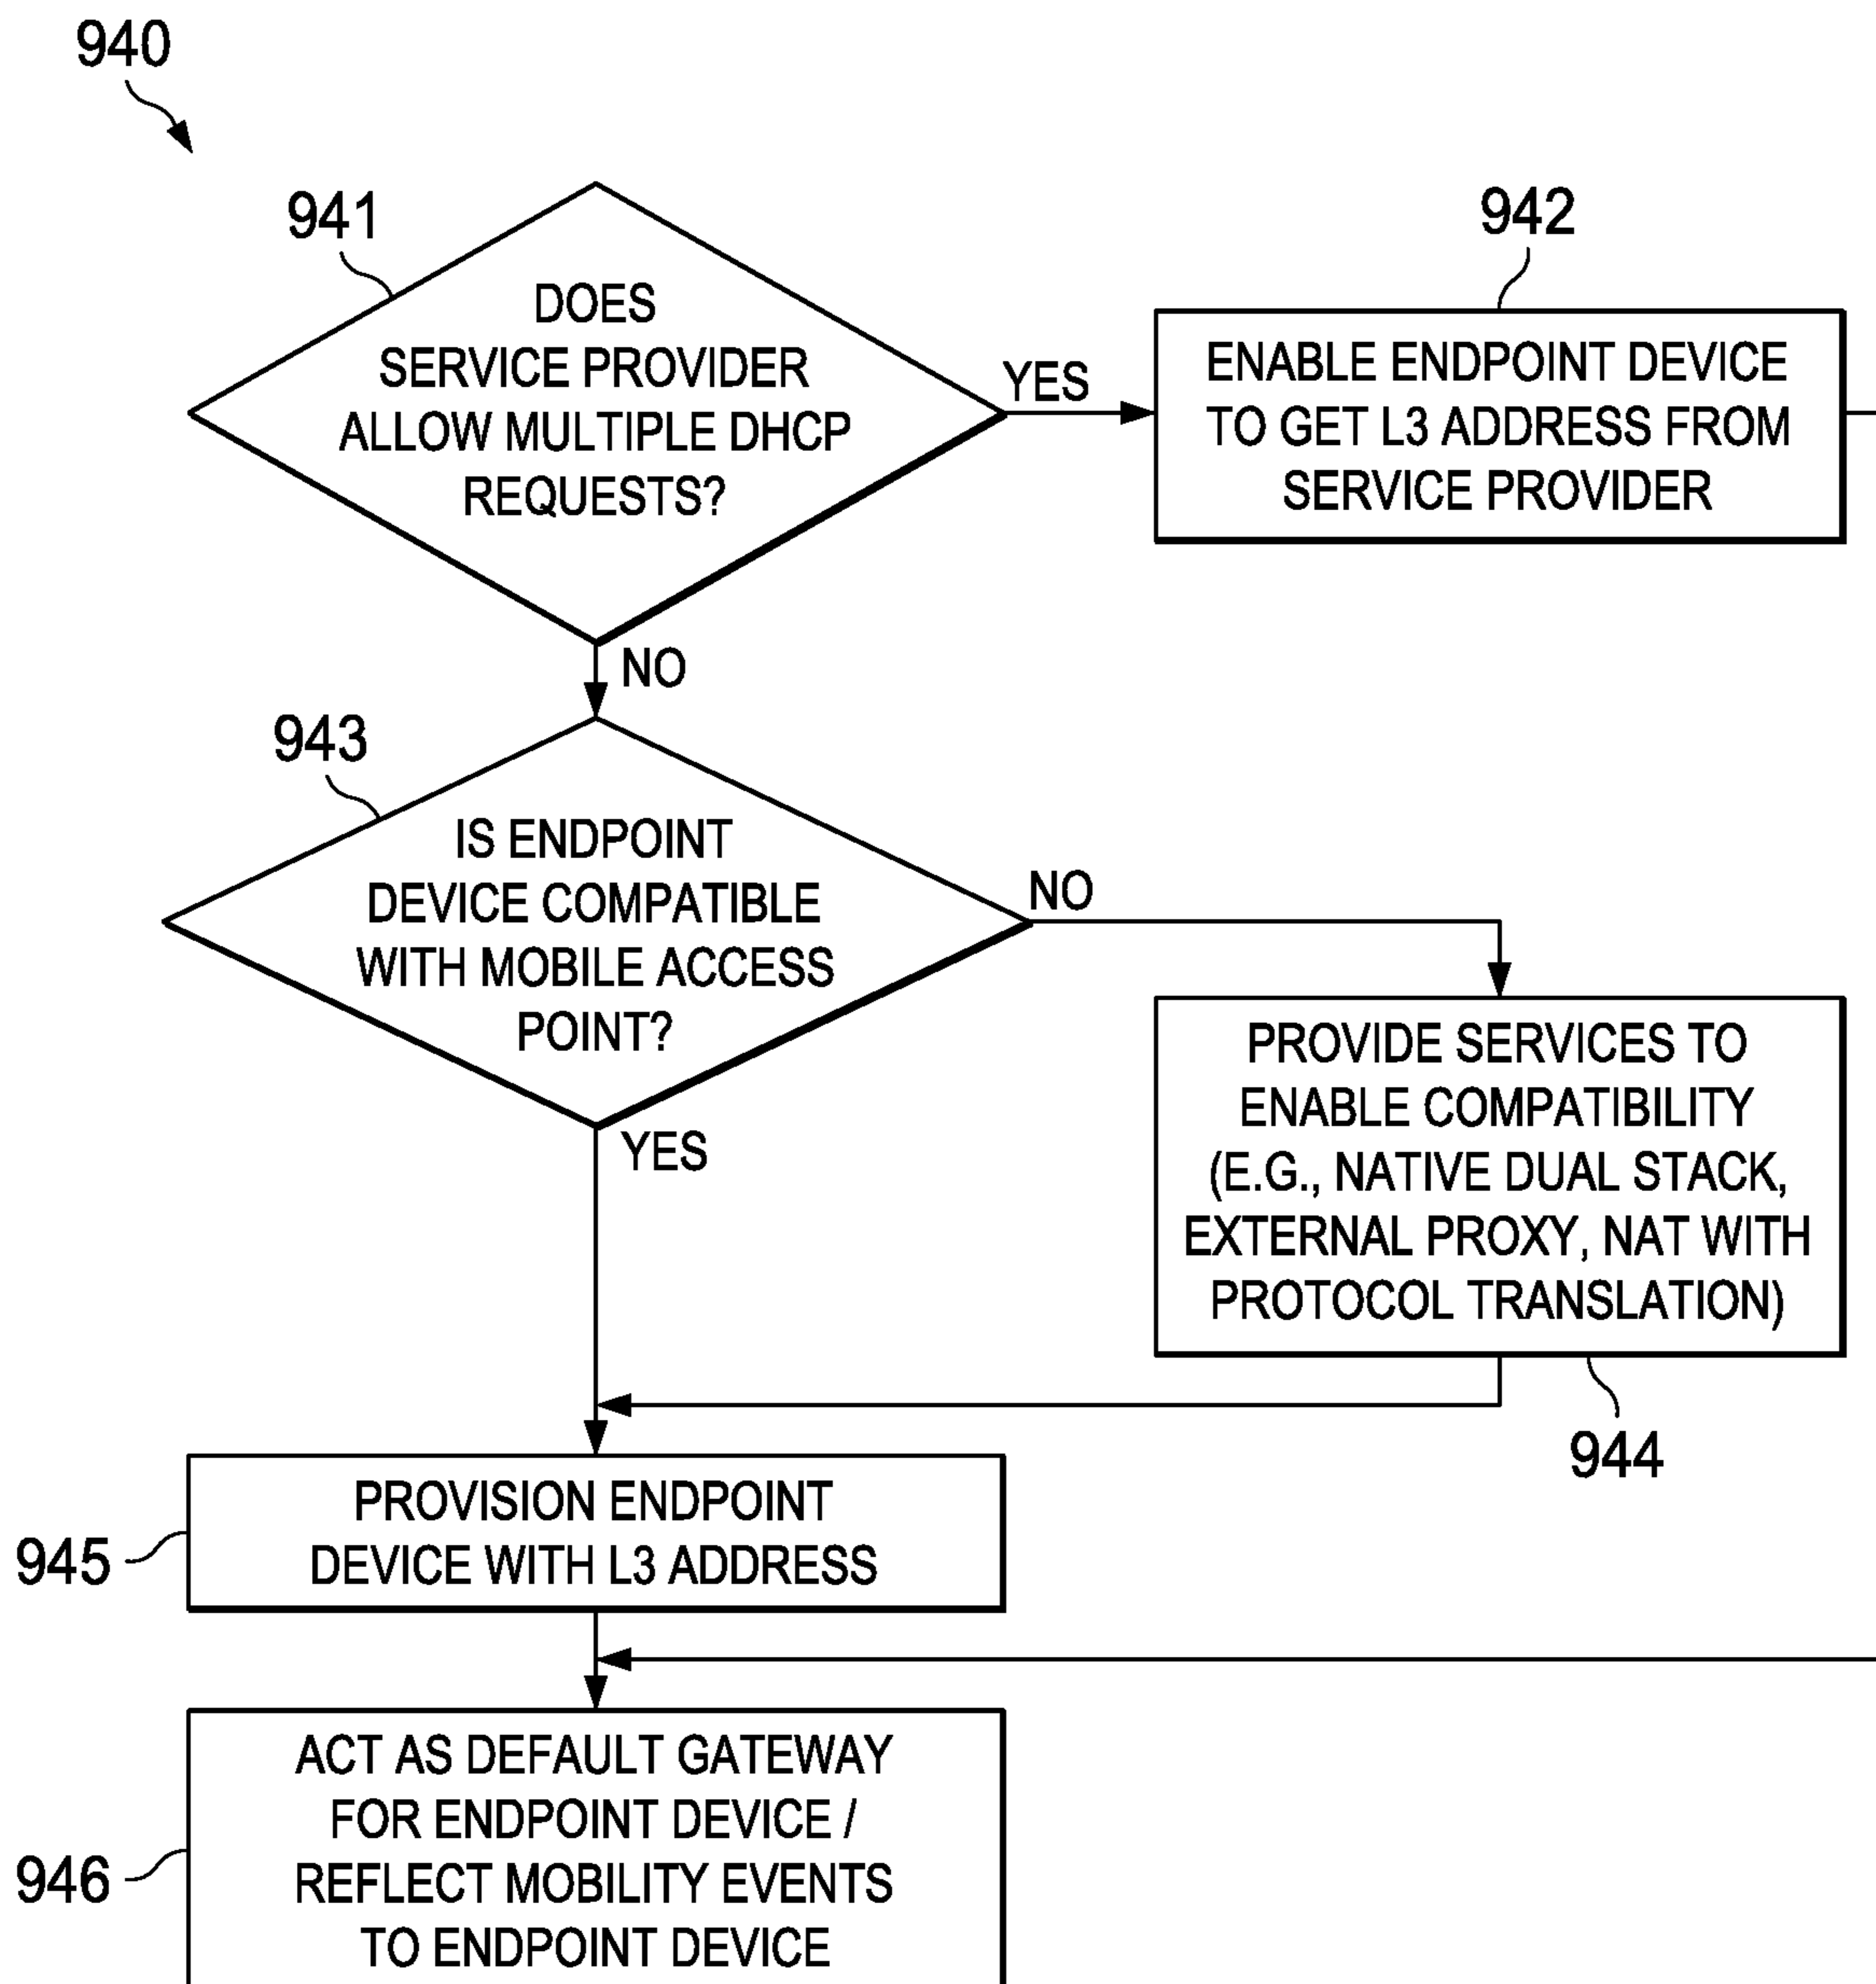 940
941
DOES
SERVICE PROVIDER
ALLOW MULTIPLE DHCP
REQUESTS?
YES
942
ENABLE ENDPOINT DEVICE
TO GET L3 ADDRESS FROM
SERVICE PROVIDER
NO
943
IS ENDPOINT
DEVICE COMPATIBLE
WITH MOBILE ACCESS
POINT?
NO
YES
PROVIDE SERVICES TO
ENABLE COMPATIBILITY
(E.G., NATIVE DUAL STACK,
EXTERNAL PROXY, NAT WITH
PROTOCOL TRANSLATION)
944
945
PROVISION ENDPOINT
DEVICE WITH L3 ADDRESS
946
ACT AS DEFAULT GATEWAY
FOR ENDPOINT DEVICE /
REFLECT MOBILITY EVENTS
TO ENDPOINT DEVICE